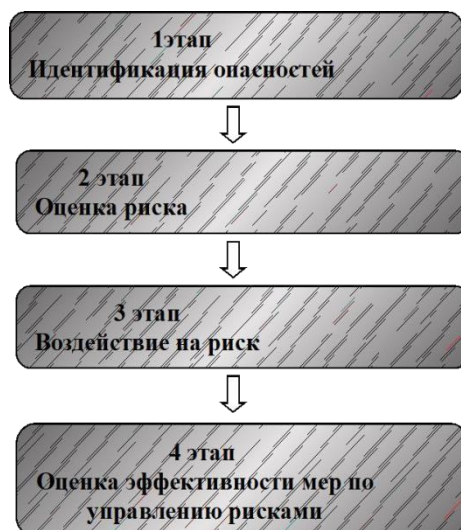 1этап
Идентификация опасностей
2 этап
Оценка риска
3 этап
Воздействие на риск
4 этап
Оценка эффективности мер по
управлению рисками